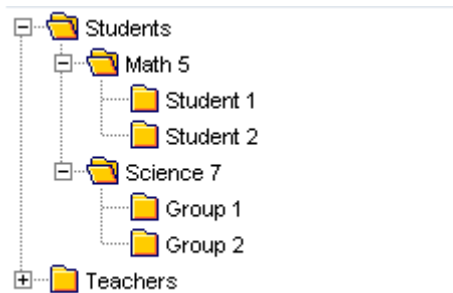 Students
Math 5
Student 1
Student 2
Science 7
Group 1
Group 2
Teachers